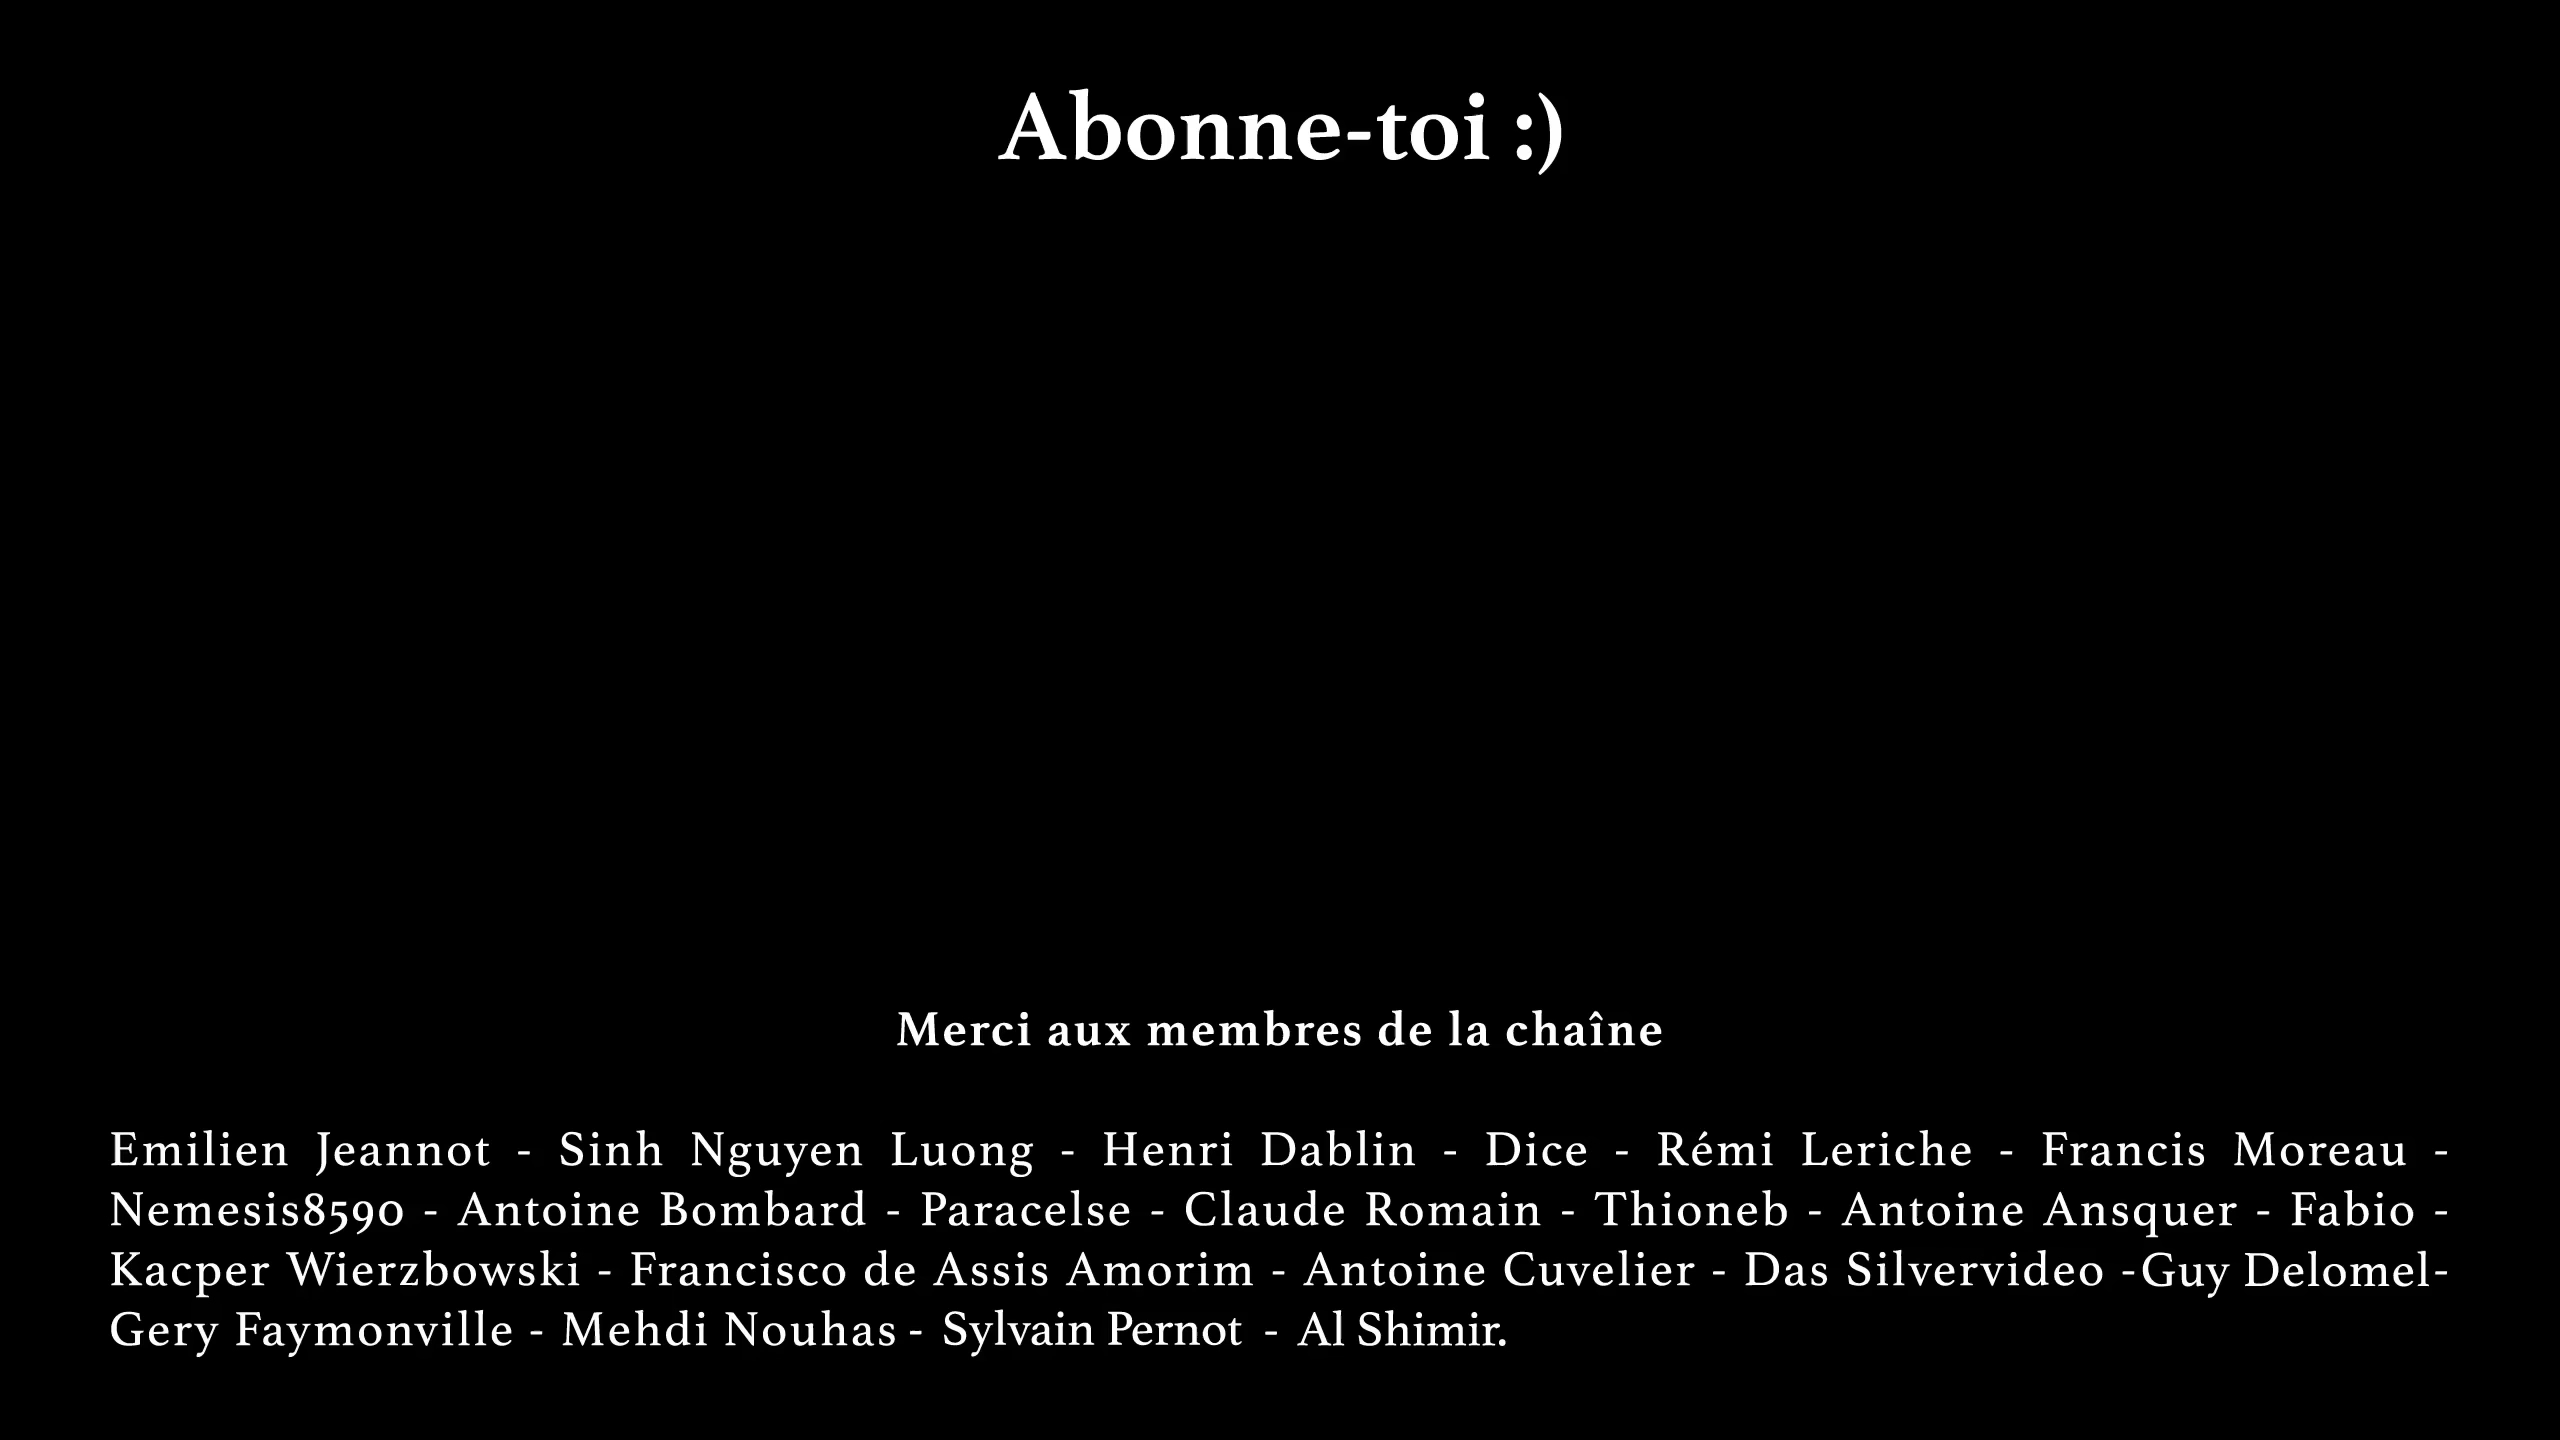 Abonne-toi :)
Merci aux membres de la chaîne
Emilien Jeannot - Sinh Nguyen Luong - Henri Dablin - Dice - Rémi Leriche - Francis Moreau -
Nemesis8590 - Antoine Bombard - Paracelse - Claude Romain - Thioneb - Antoine Ansquer - Fabio -
Kacper Wierzbowski - Francisco de Assis Amorim - Antoine Cuvelier - Das Silvervideo -Guy Delomel-
Gery Faymonville - Mehdi Nouhas - Sylvain Pernot - Al Shimir.